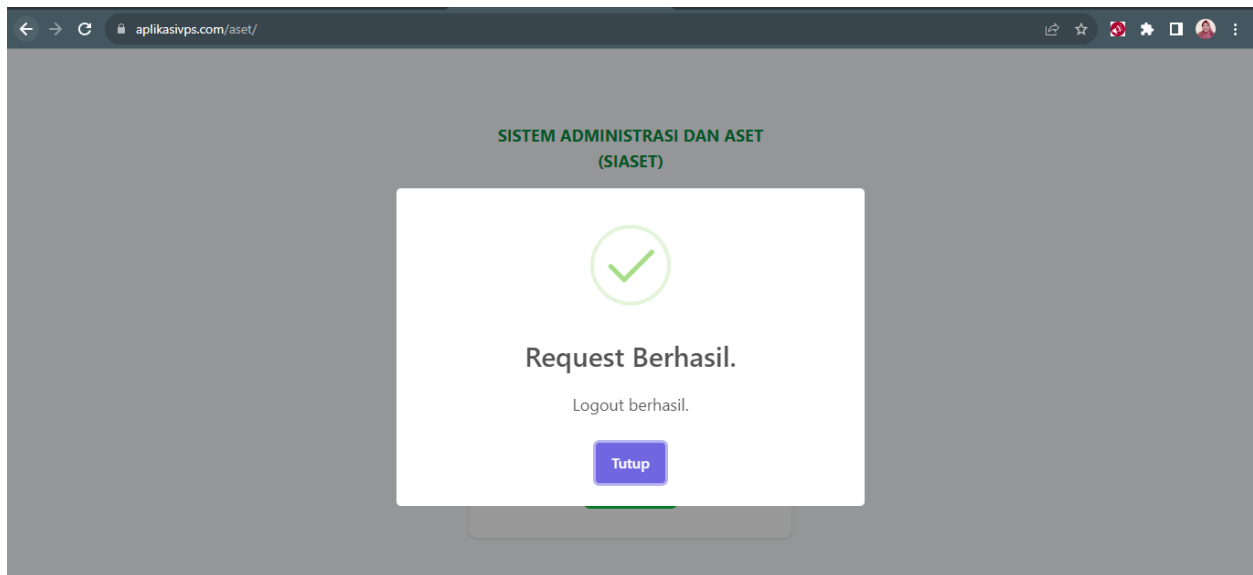 aplikasivps.com/aset/
SISTEM ADMINISTRASI DAN ASET
(SIASET)
Request Berhasil.
Logout berhasil.
Tutup